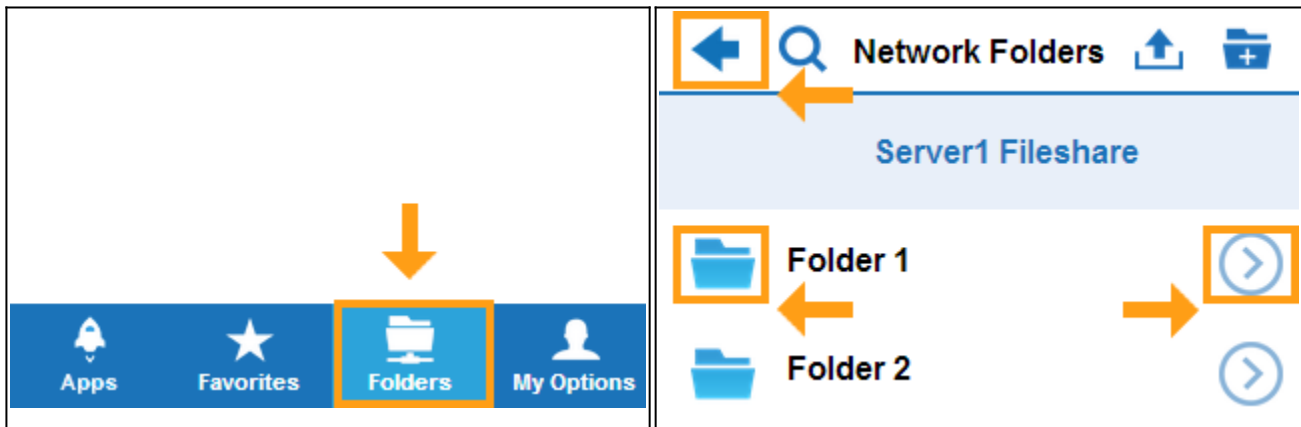 Apps
Favorites
Folders
My Options
Network Folders
Server1 Fileshare
Folder 1
Folder 2